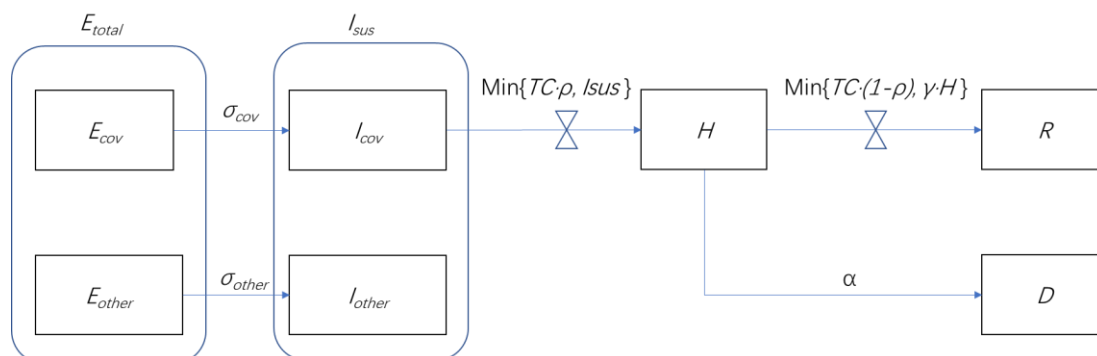 E_total
I_sus
Min{TC·ρ, Isus}
Min{TC·(1-ρ), γ·H}
E_cov
σ_cov
I_cov
H
R
E_other
σ_other
I_other
α
D